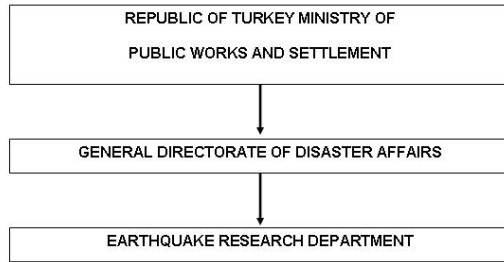 REPUBLIC OF TURKEY MINISTRY OF
PUBLIC WORKS AND SETTLEMENT
GENERAL DIRECTORATE OF DISASTER AFFAIRS
EARTHQUAKE RESEARCH DEPARTMENT